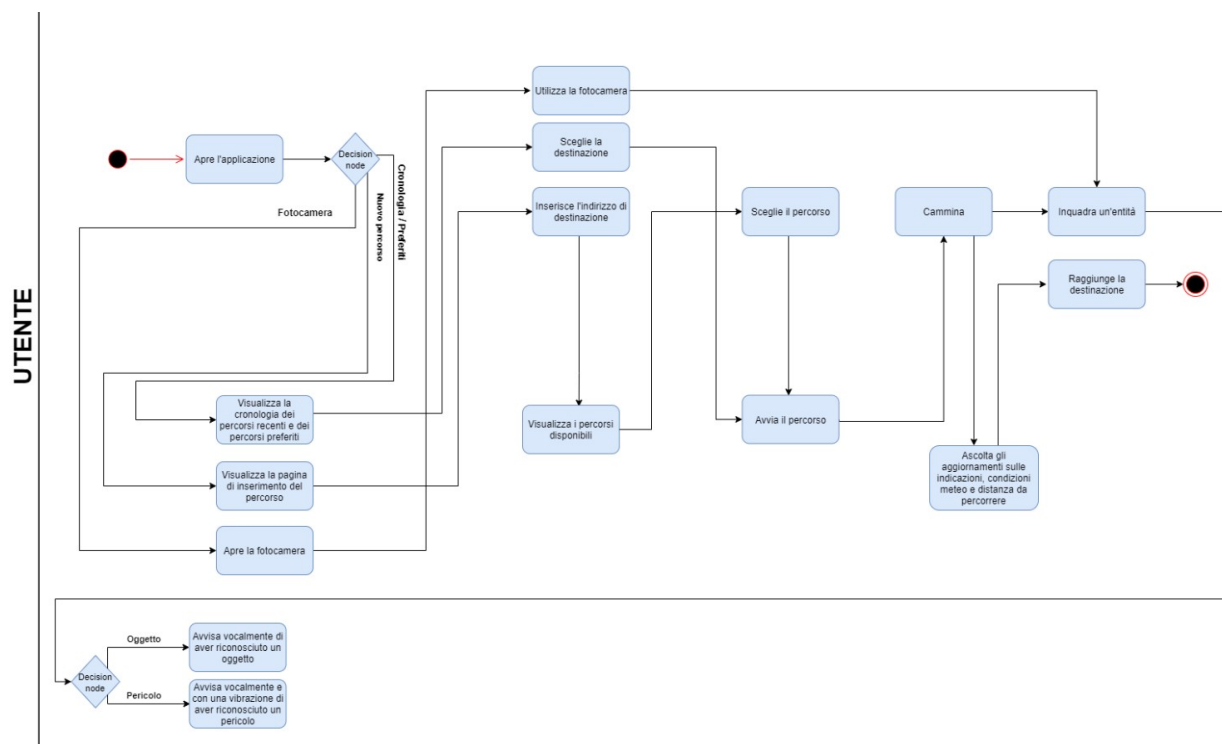 UTENTE
Apre l'applicazione
Decision
node
Fotocamera
Nuovo percorso
Cronologia / Preferiti
Utilizza la fotocamera
Sceglie la
destinazione
Inserisce l'indirizzo di
destinazione
Sceglie il percorso
Cammina
Inquadra un'entità
Raggiunge la
destinazione
Visualizza la
cronologia dei
percorsi recenti e dei
percorsi preferiti
Visualizza i percorsi
disponibili
Avvia il percorso
Ascolta gli
aggiornamenti sulle
indicazioni, condizioni
meteo e distanza da
percorrere
Visualizza la pagina
di inserimento del
percorso
Apre la fotocamera
Decision
node
Oggetto
Avvisa vocalmente di
aver riconosciuto un
oggetto
Pericolo
Avvisa vocalmente e
con una vibrazione di
aver riconosciuto un
pericolo